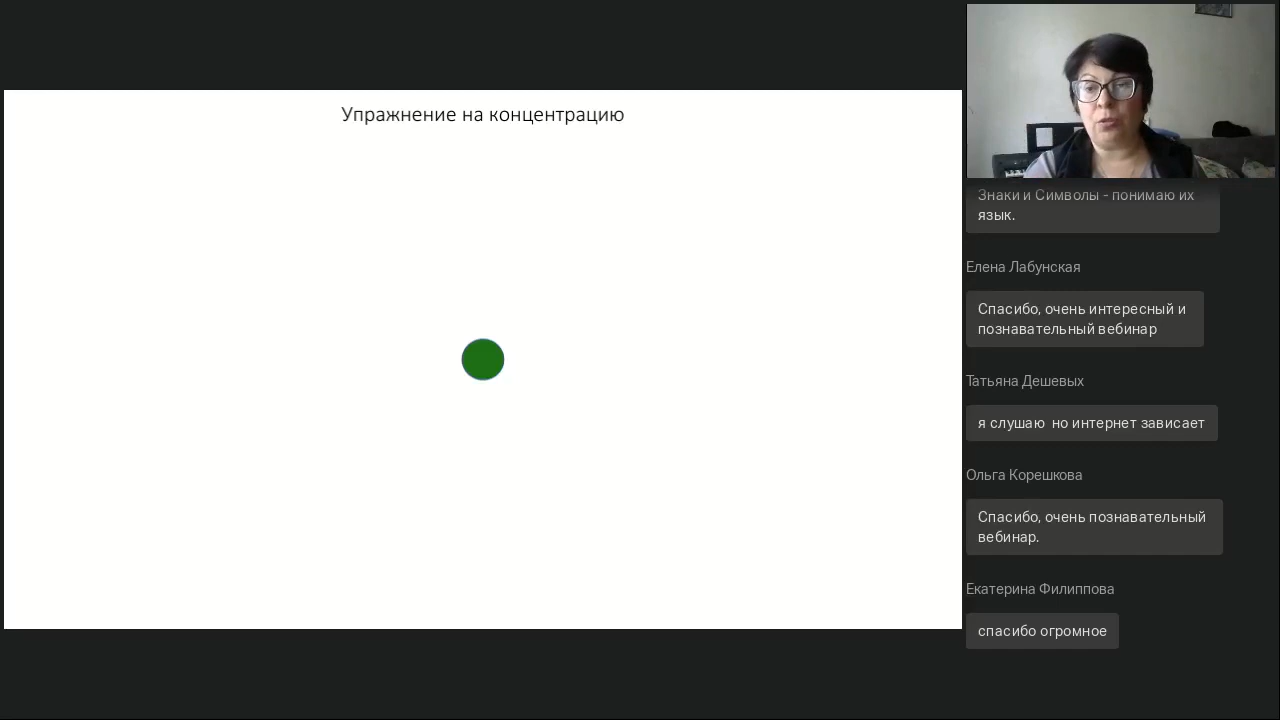 Упражнение на концентрацию
Знаки и Символы - понимаю их
язык.
Елена Лабунская
Спасибо, очень интересный и
познавательный вебинар
Татьяна Дешевых
я слушаю  но интернет зависает
Ольга Корешкова
Спасибо, очень познавательный
вебинар.
Екатерина Филиппова
спасибо огромное